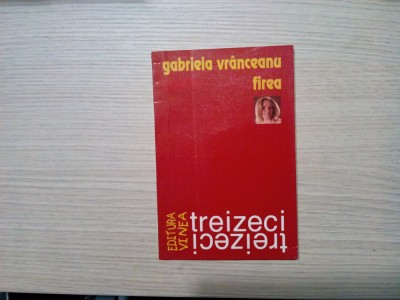 gabriela vrânceanu
firea
EDITURA
VINEA
treizeci
treizeci